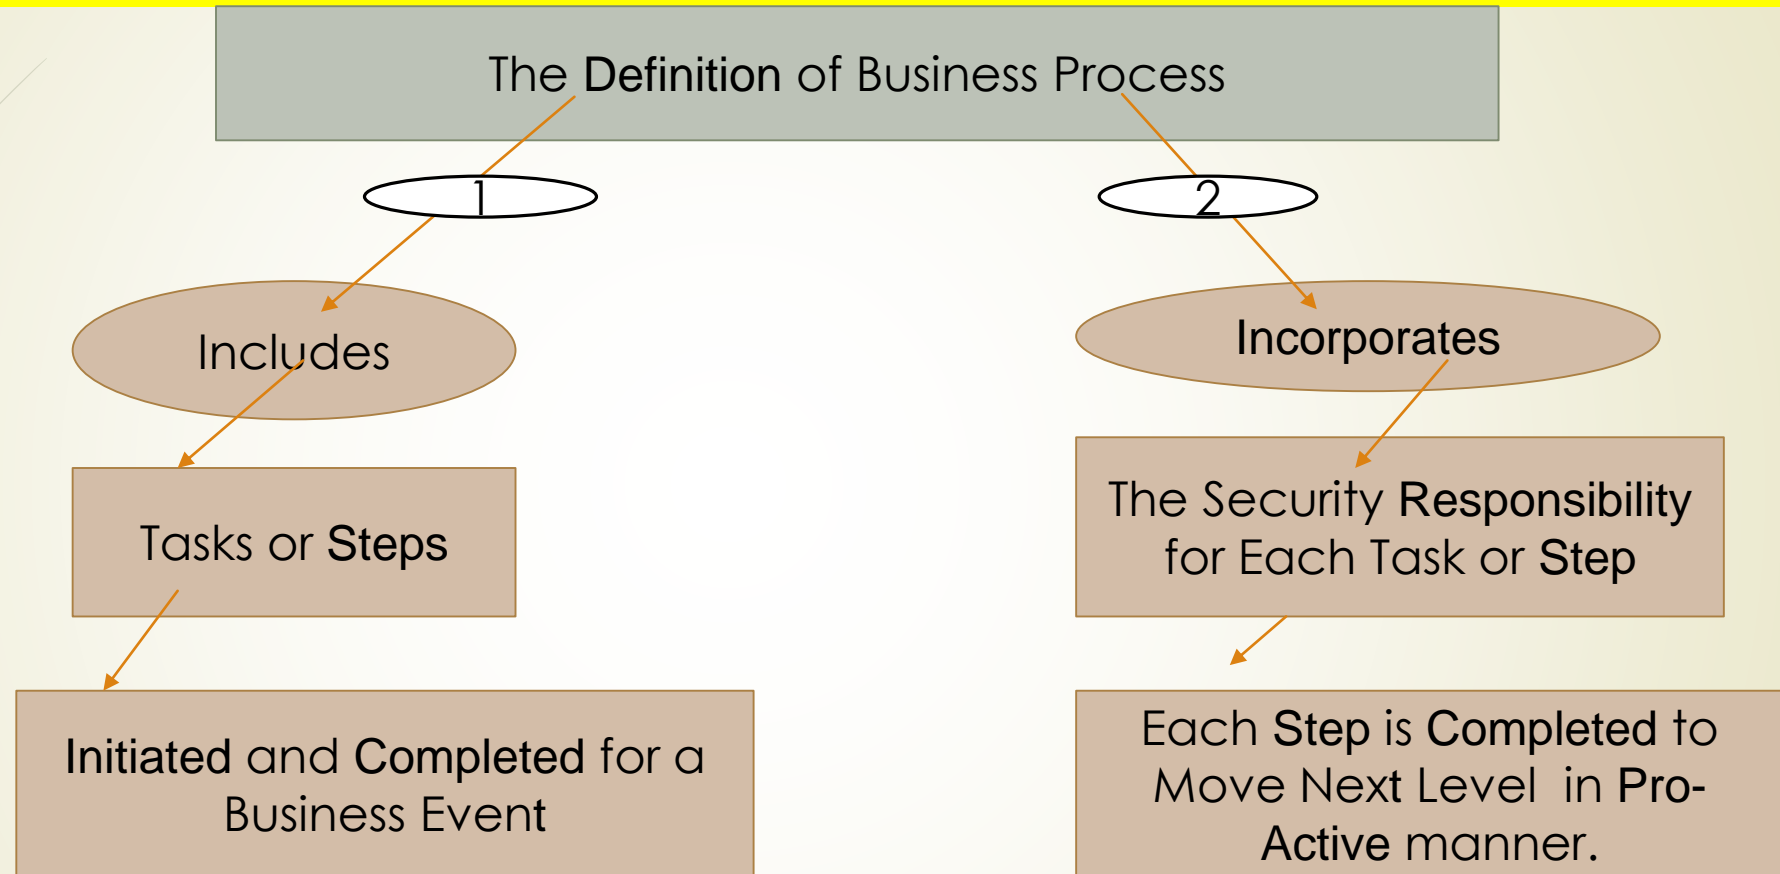 The Definition of Business Process
1
2
Includes
Incorporates
Tasks or Steps
The Security Responsibility
for Each Task or Step
Initiated and Completed for a
Business Event
Each Step is Completed to
Move Next Level  in Pro-
Active manner.